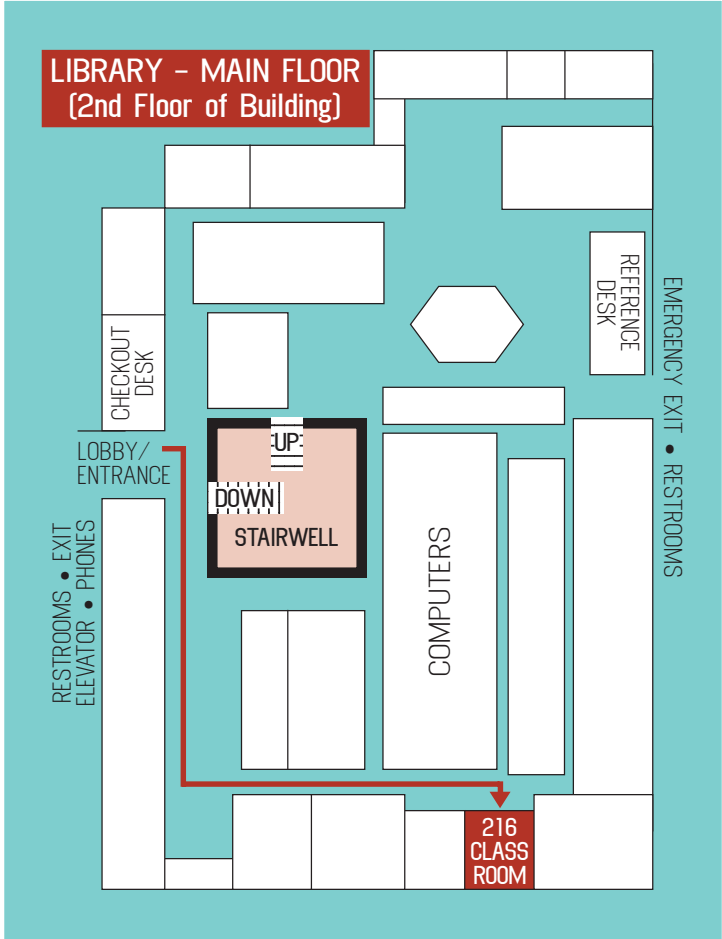 LIBRARY - MAIN FLOOR
(2nd Floor of Building)
REFERENCE
DESK
EMERGENCY EXIT • RESTROOMS
CHECKOUT
DESK
LOBBY/
ENTRANCE
UP
DOWN
STAIRWELL
COMPUTERS
RESTROOMS • EXIT
ELEVATOR • PHONES
216
CLASS
ROOM